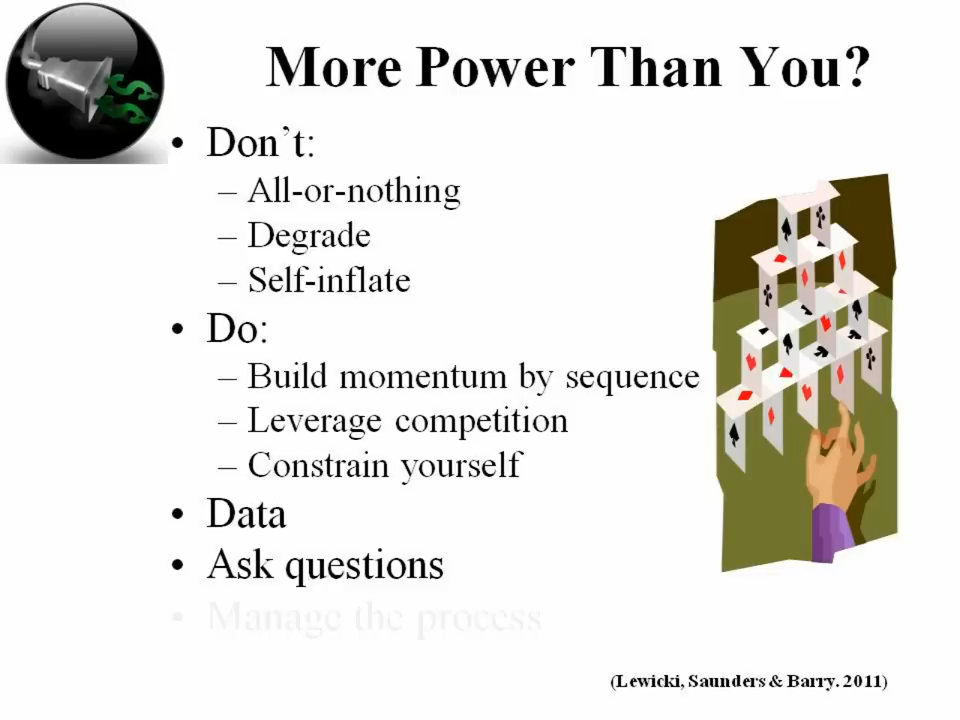 More Power Than You?
• Don't:
– All-or-nothing
– Degrade
– Self-inflate
• Do:
– Build momentum by sequence
– Leverage competition
– Constrain yourself
• Data
• Ask questions
• Manage the process
(Lewicki, Saunders & Barry. 2011)